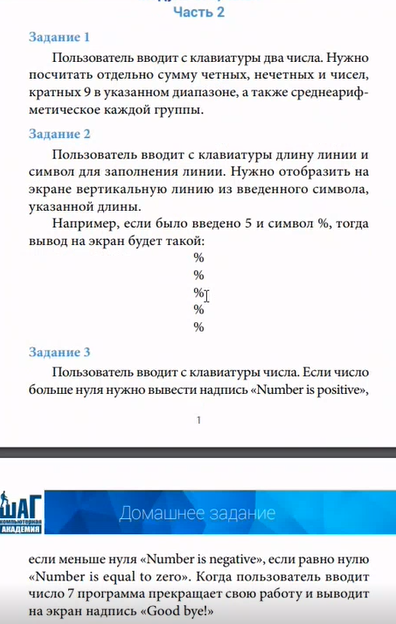 Часть 2
Задание 1
Пользователь вводит с клавиатуры два числа. Нужно
посчитать отдельно сумму четных, нечетных и чисел,
кратных 9 в указанном диапазоне, а также среднеариф-
метическое каждой группы.
Задание 2
Пользователь вводит с клавиатуры длину линии и
символ для заполнения линии. Нужно отобразить на
экране вертикальную линию из введенного символа,
указанной длины.
Например, если было введено 5 и символ %, тогда
вывод на экран будет такой:
%
%
%
%
%
Задание 3
Пользователь вводит с клавиатуры числа. Если число
больше нуля нужно вывести надпись «Number is positive»,
1
ШАГ
компьютерная
АКАДЕМИЯ
Домашнее задание
если меньше нуля «Number is negative», если равно нулю
«Number is equal to zero». Когда пользователь вводит
число 7 программа прекращает свою работу и выводит
на экран надпись «Good bye!»